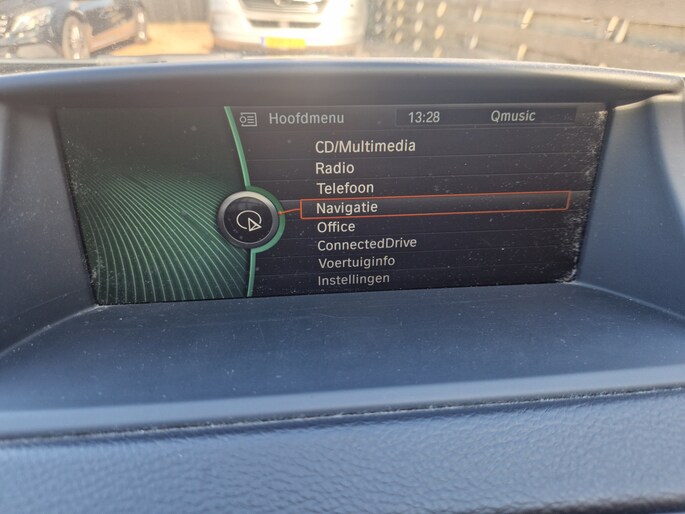 Hoofdmenu 13:28 Qmusic
CD/Multimedia
Radio
Telefoon
Navigatie
Office
ConnectedDrive
Voertuiginfo
Instellingen